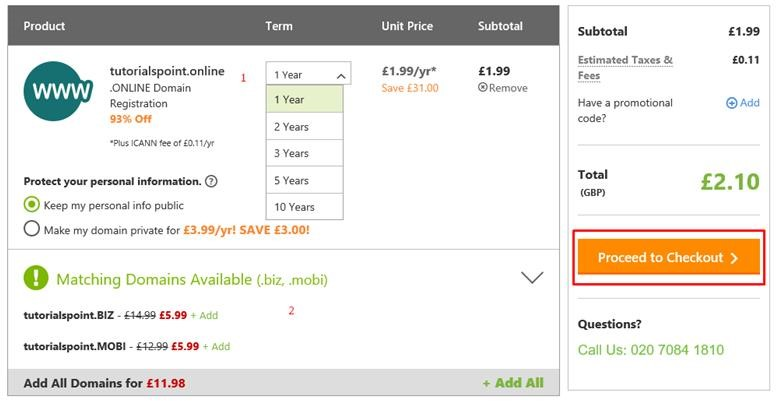 Product Term Unit Price Subtotal
WWW
tutorialspoint.online
.ONLINE Domain
Registration
93% Off
*Plus ICANN fee of £0.11/yr
1
1 Year
1 Year
2 Years
3 Years
5 Years
10 Years
£1.99/yr*
Save £31.00
£1.99
Remove
Protect your personal information. ?
Keep my personal info public
Make my domain private for £3.99/yr! SAVE £3.00!
! Matching Domains Available (.biz, .mobi)
2
tutorialspoint.BIZ - £14.99 £5.99 + Add
tutorialspoint.MOBI - £12.99 £5.99 + Add
Add All Domains for £11.98 + Add All
Subtotal £1.99
Estimated Taxes & £0.11
Fees
Have a promotional + Add
code?
Total £2.10
(GBP)
Proceed to Checkout
Questions?
Call Us: 020 7084 1810